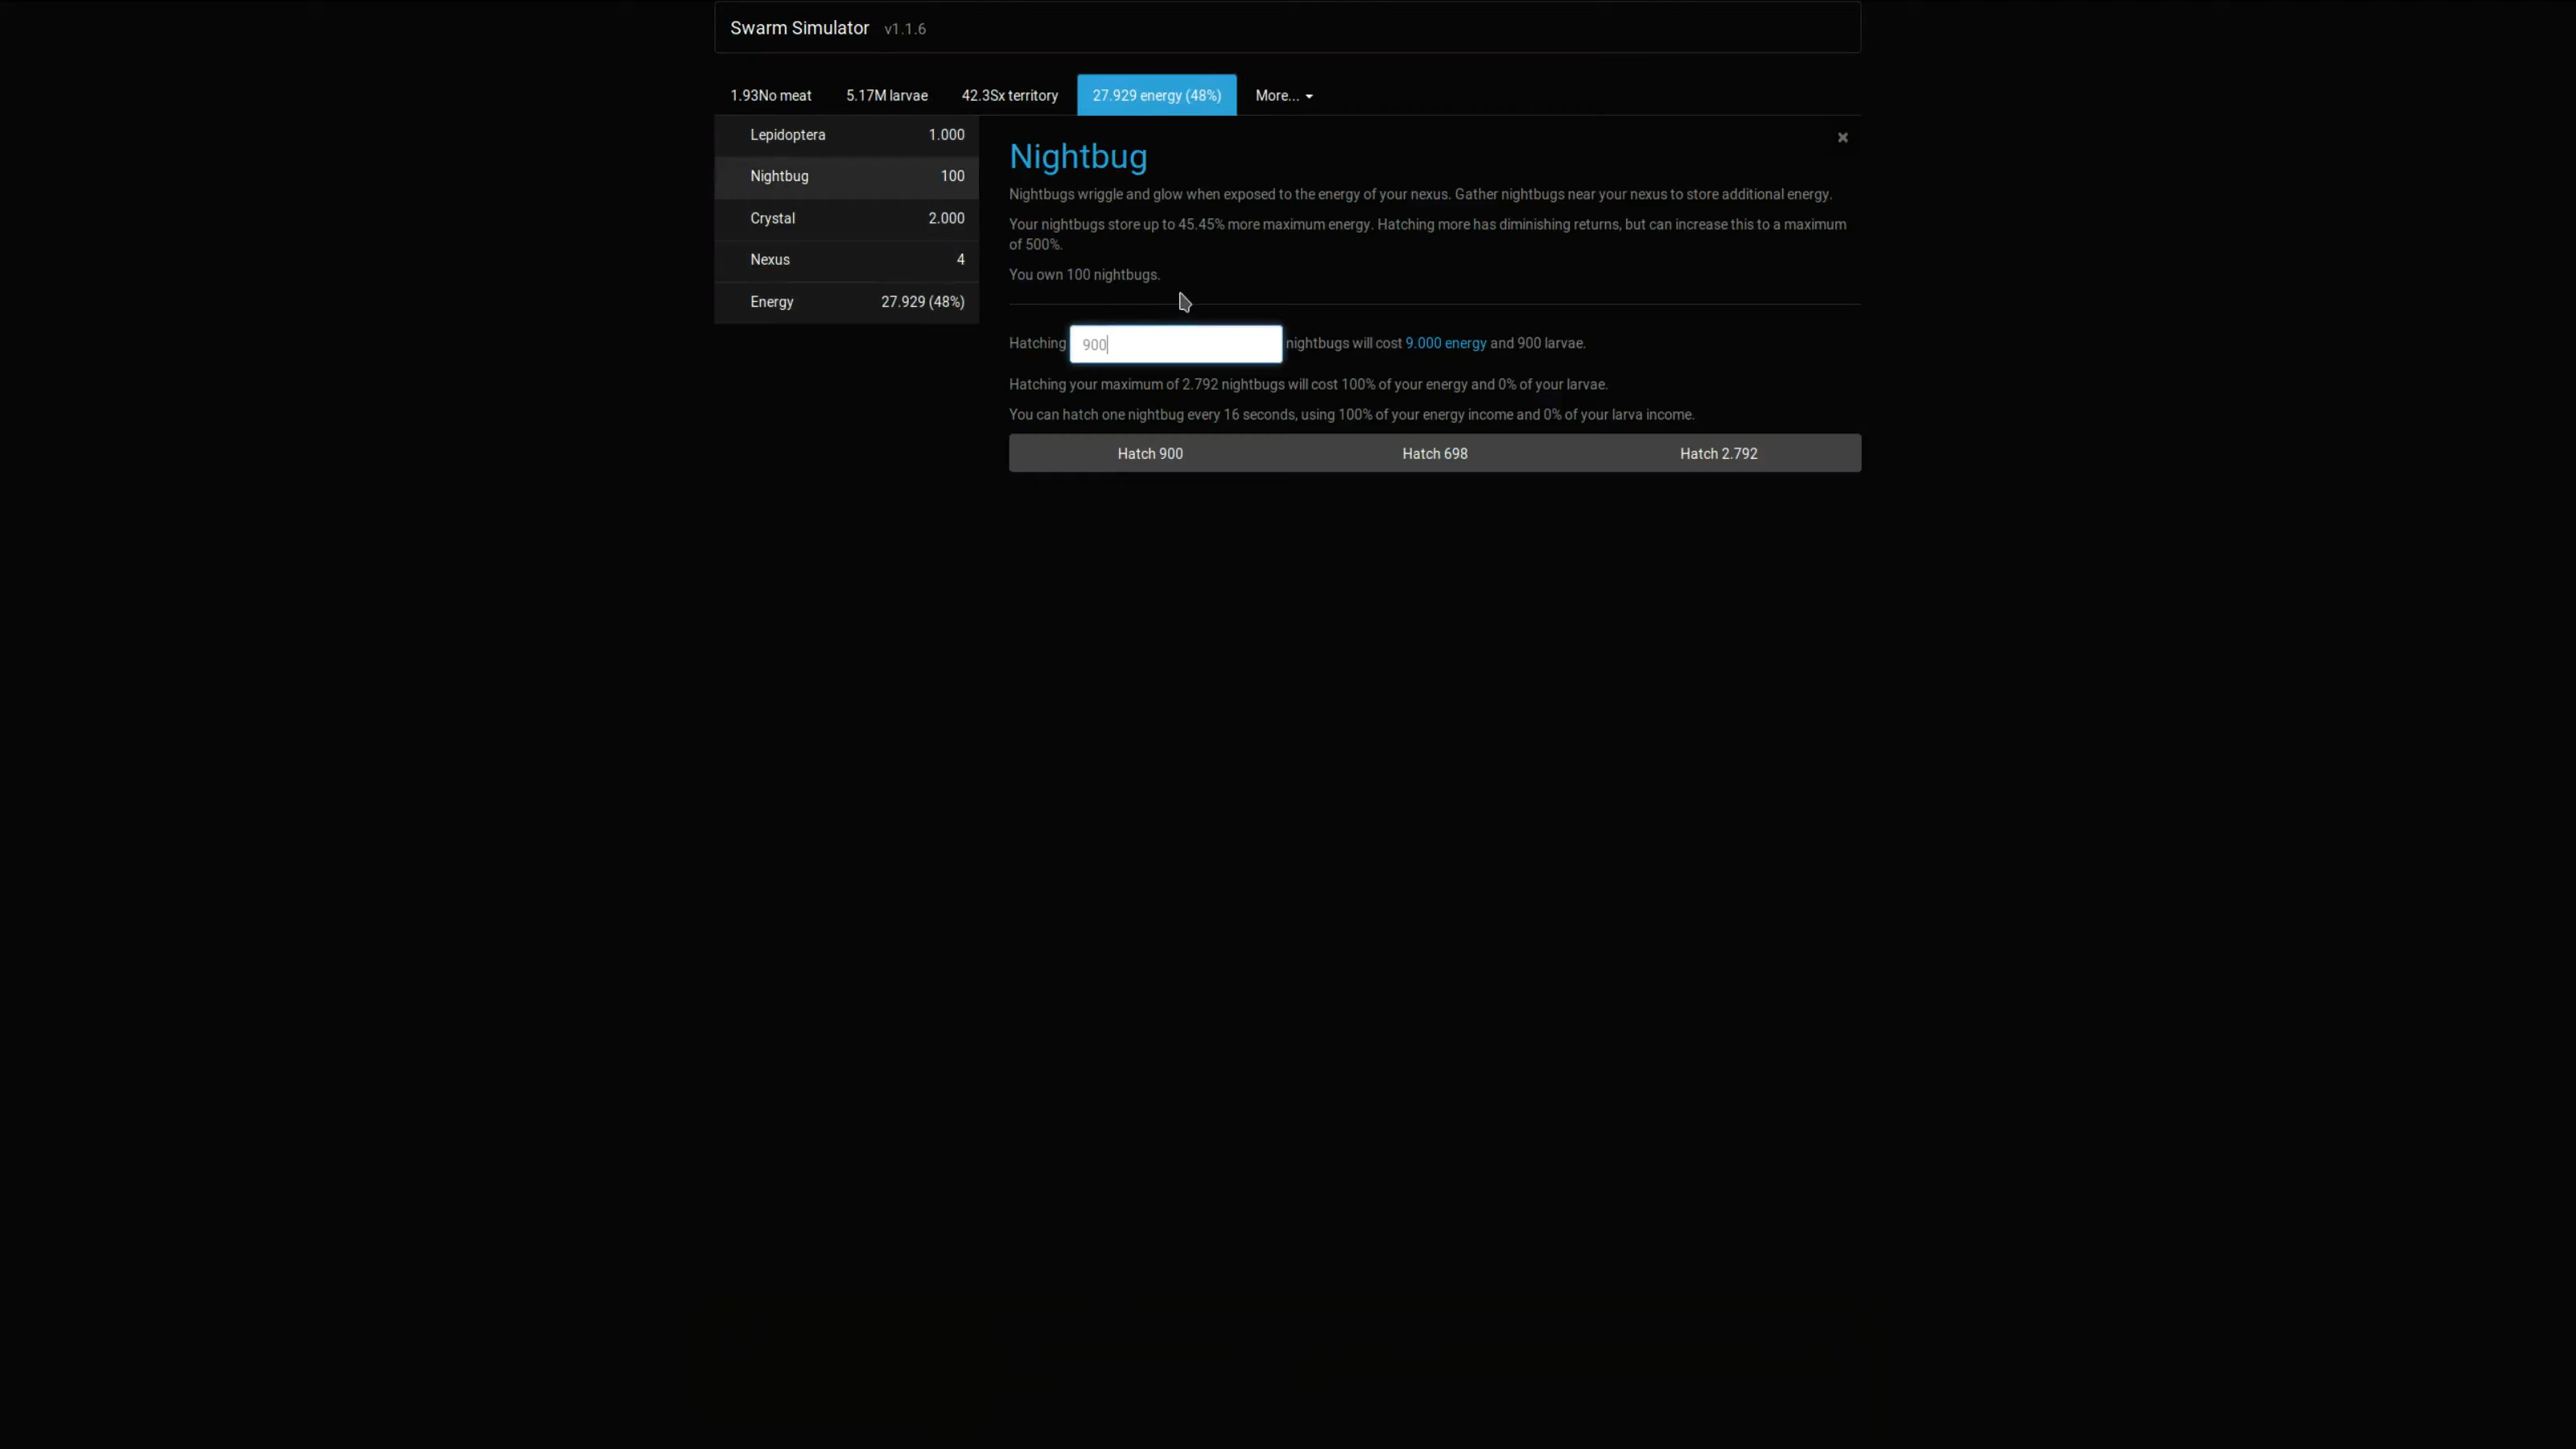 Swarm Simulator v1.1.6
1.93No meat 5.17M larvae 42.3Sx territory 27.929 energy (48%) More...
Lepidoptera 1.000
Nightbug 100
Crystal 2.000
Nexus 4
Energy 27.929 (48%)
Nightbug
Nightbugs wriggle and glow when exposed to the energy of your nexus. Gather nightbugs near your nexus to store additional energy.
Your nightbugs store up to 45.45% more maximum energy. Hatching more has diminishing returns, but can increase this to a maximum
of 500%.
You own 100 nightbugs.
Hatching 900 nightbugs will cost 9.000 energy and 900 larvae.
Hatching your maximum of 2.792 nightbugs will cost 100% of your energy and 0% of your larvae.
You can hatch one nightbug every 16 seconds, using 100% of your energy income and 0% of your larva income.
Hatch 900 Hatch 698 Hatch 2.792